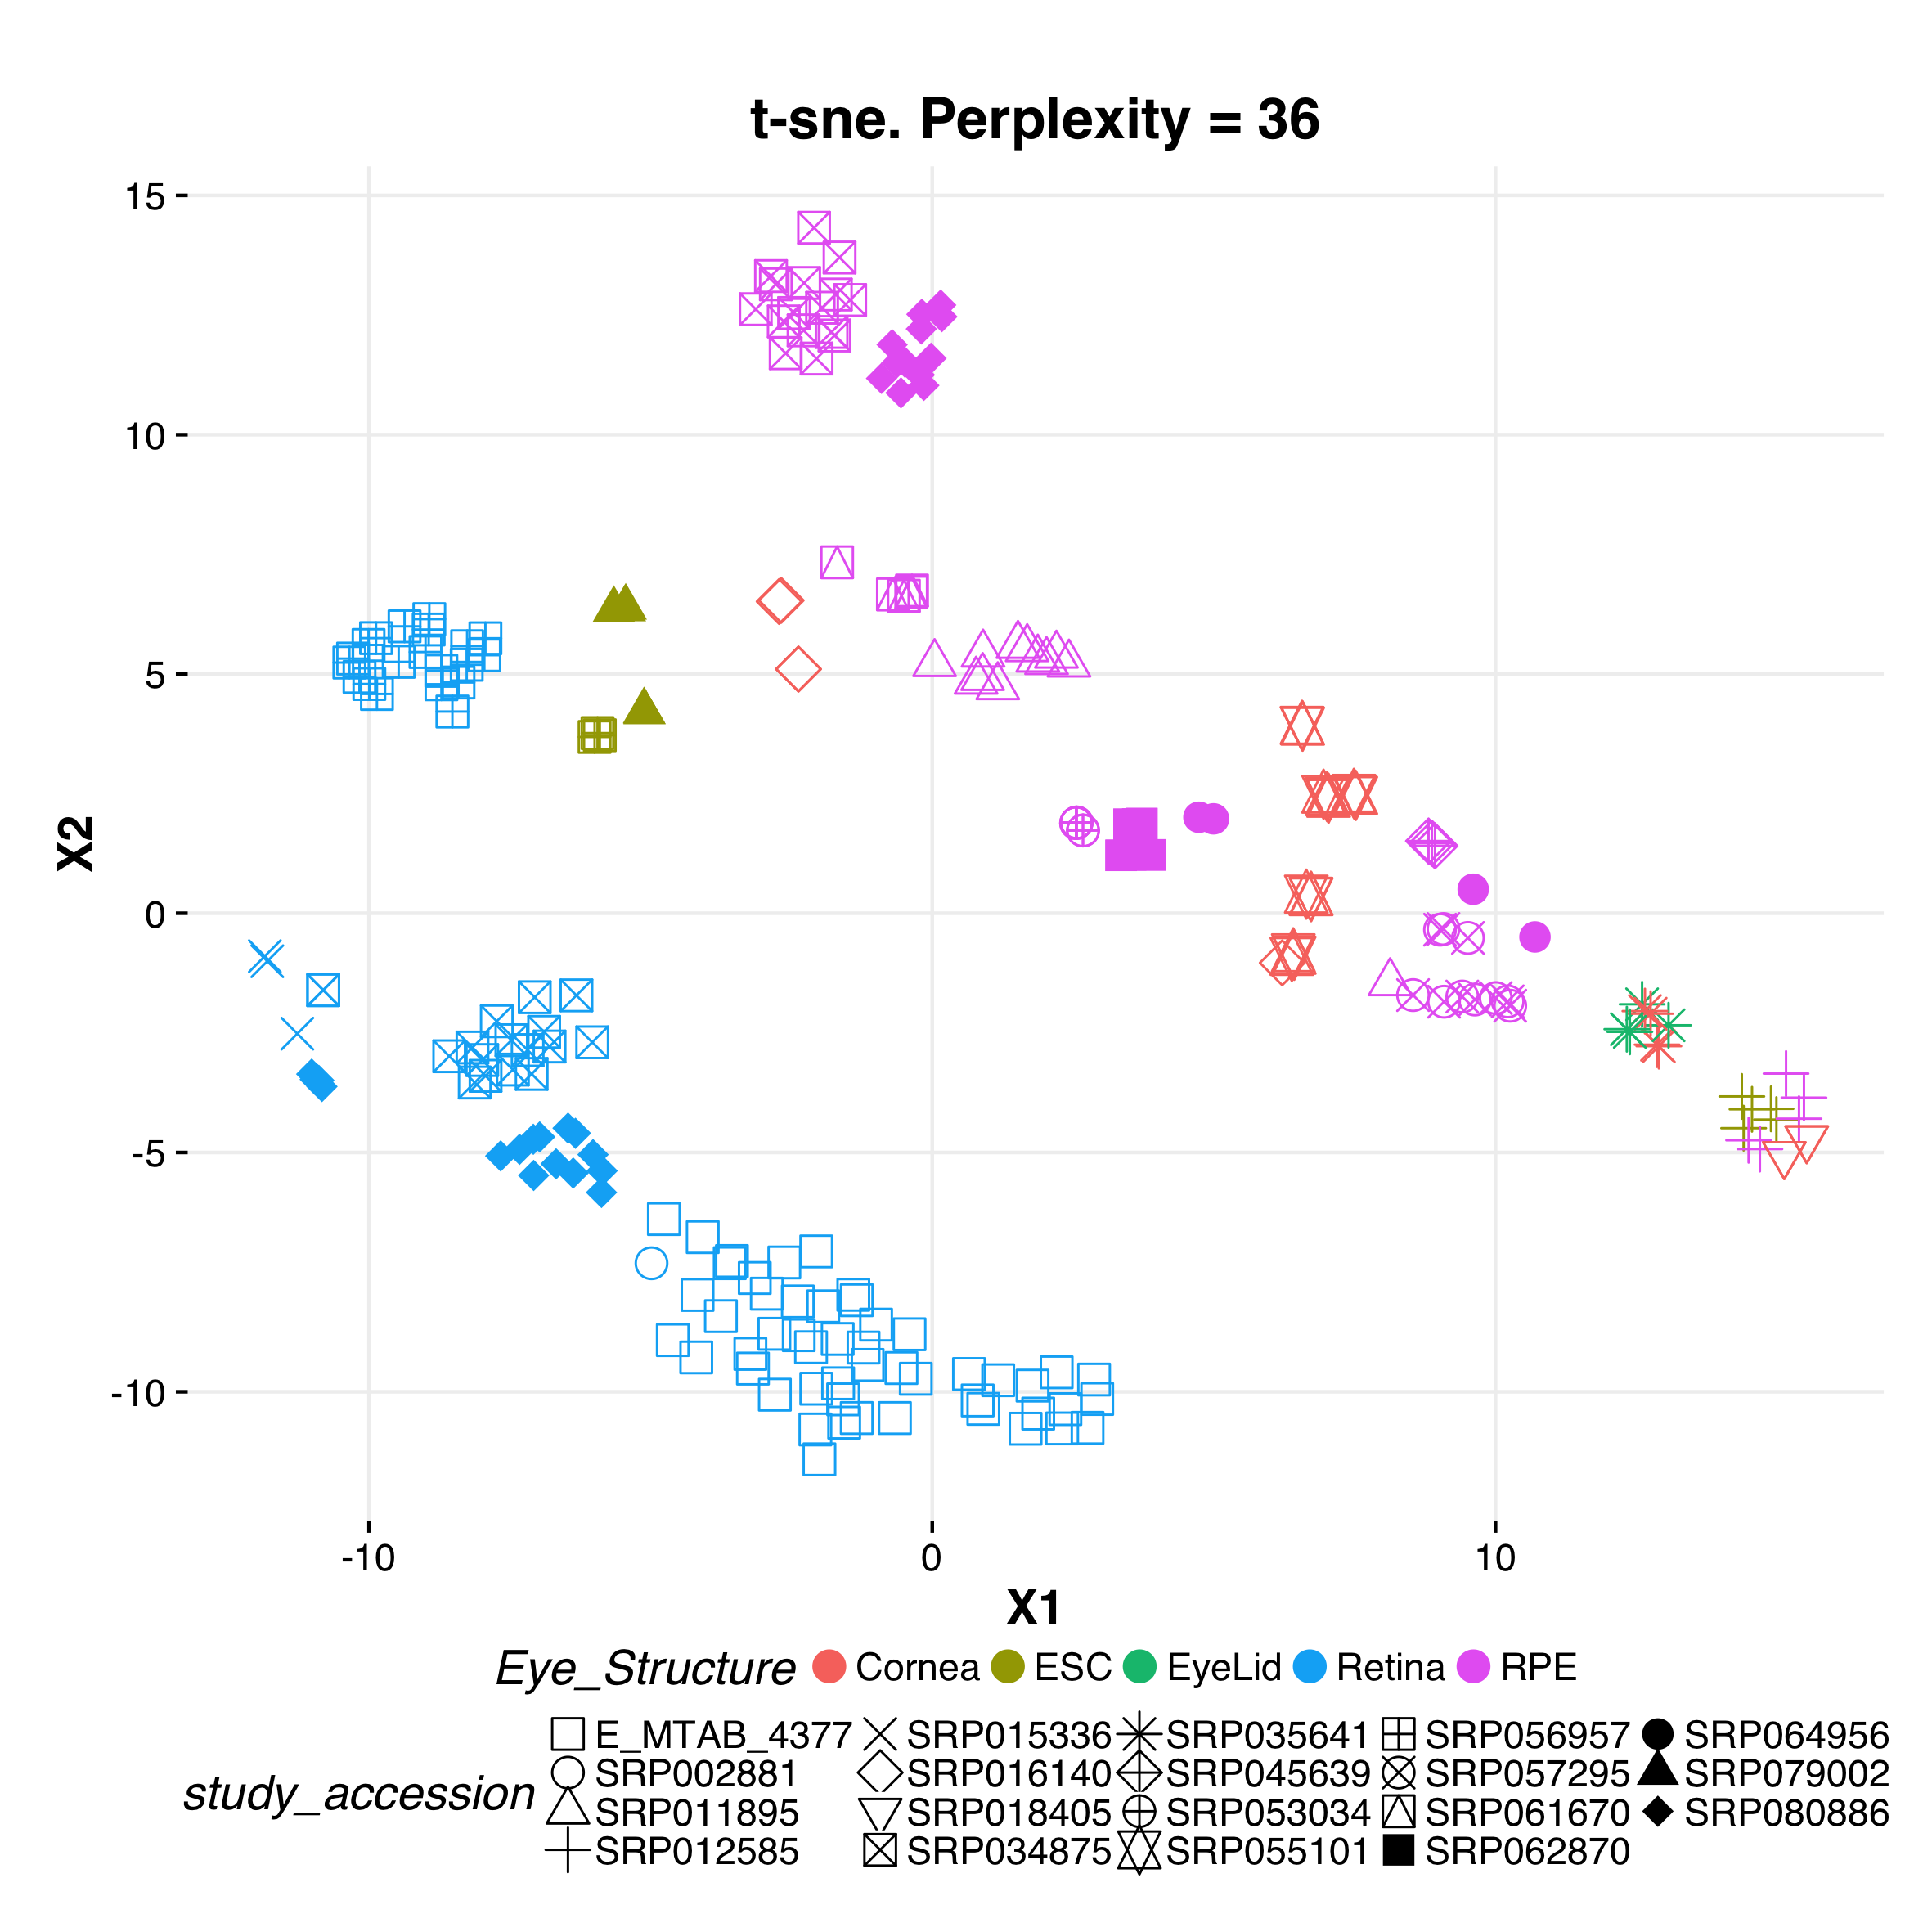 t-sne. Perplexity = 36
15
10
5
0
-5
-10
X2
-10 0 10
X1
Eye_Structure Cornea ESC EyeLid Retina RPE
study_accession
E_MTAB_4377 SRP015336 SRP035641 SRP056957 SRP064956
SRP002881 SRP016140 SRP045639 SRP057295 SRP079002
SRP011895 SRP018405 SRP053034 SRP061670 SRP080886
SRP012585 SRP034875 SRP055101 SRP062870